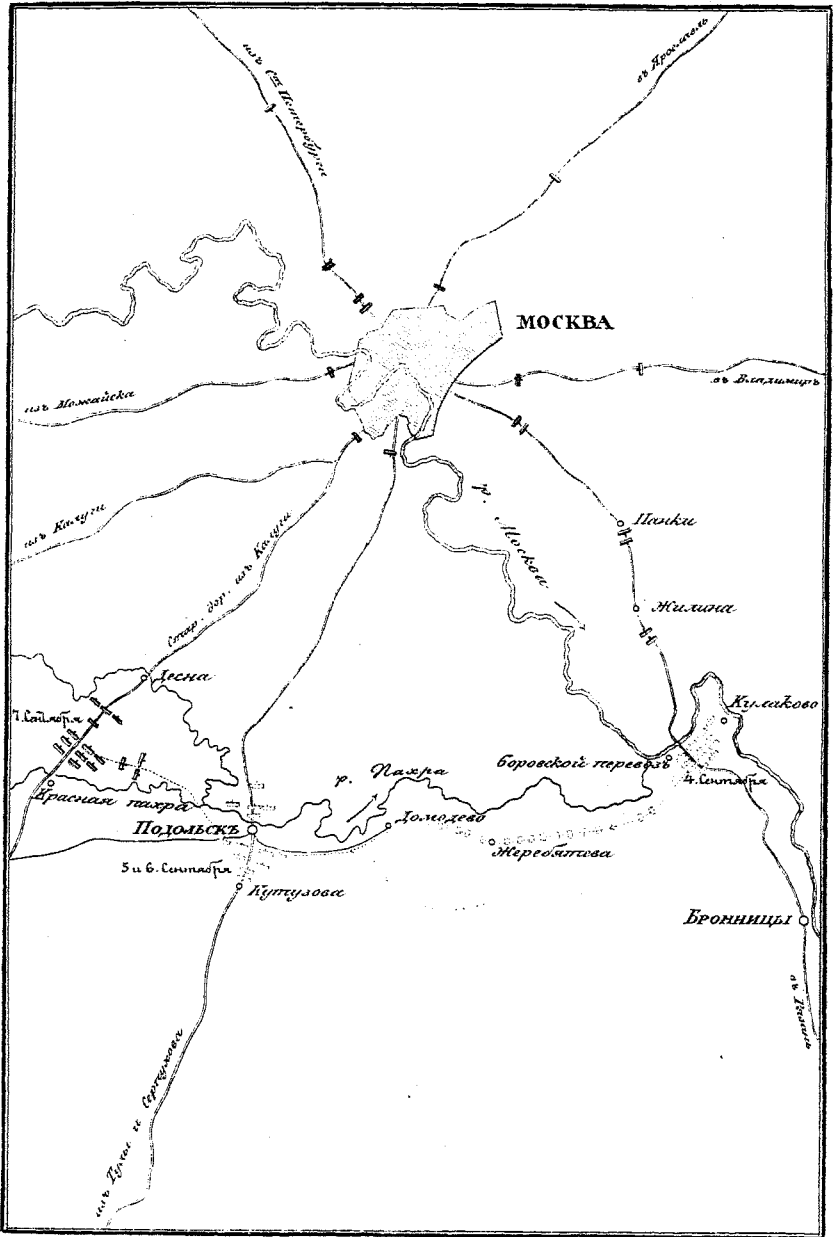 изъ Ст Петербурга
въ Ярославль
МОСКВА
изъ Можайска
въ Владимиръ
изъ Калуги
Стар. дор. изъ Калуги
р. Москва
Панки
Жилина
Десна
Кулаково
7. Сентября
боровской перевозъ
4. Сентября
Красная пахра
р. Пахра
Подольскъ
Домодево
Жеребятева
5 и 6. Сентября
Кутузова
Бронницы
въ Рязань
изъ Тулы и Серпухова